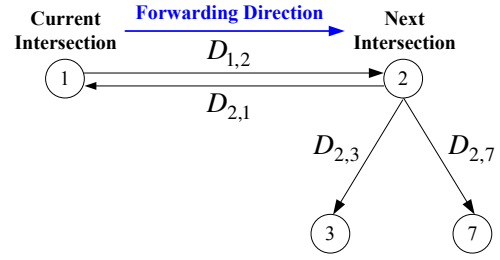 Current
Intersection
Forwarding Direction
Next
Intersection
D1,2
1
2
D2,1
D2,3
D2,7
3
7